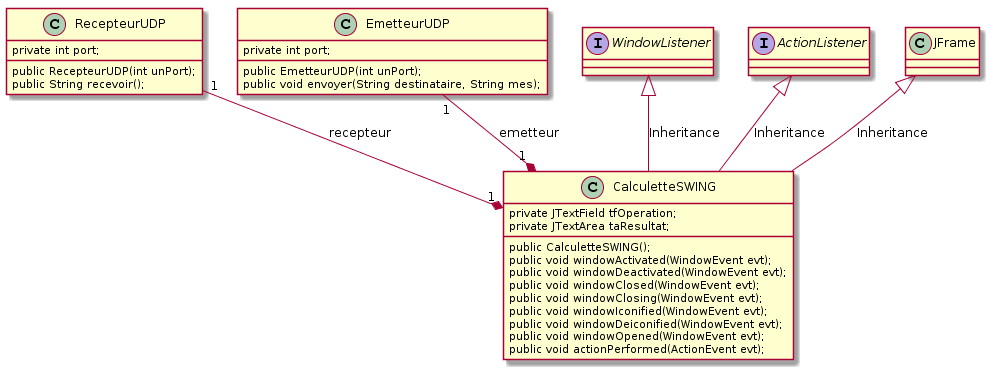 C RecepteurUDP
private int port;
public RecepteurUDP(int unPort);
public String recevoir();
C EmetteurUDP
private int port;
public EmetteurUDP(int unPort);
public void envoyer(String destinataire, String mes);
I WindowListener
I ActionListener
C JFrame
1
recepteur
1
1
emetteur
1
Inheritance
Inheritance
Inheritance
C CalculetteSWING
private JTextField tfOperation;
private JTextArea taResultat;
public CalculetteSWING();
public void windowActivated(WindowEvent evt);
public void windowDeactivated(WindowEvent evt);
public void windowClosed(WindowEvent evt);
public void windowClosing(WindowEvent evt);
public void windowIconified(WindowEvent evt);
public void windowDeiconified(WindowEvent evt);
public void windowOpened(WindowEvent evt);
public void actionPerformed(ActionEvent evt);